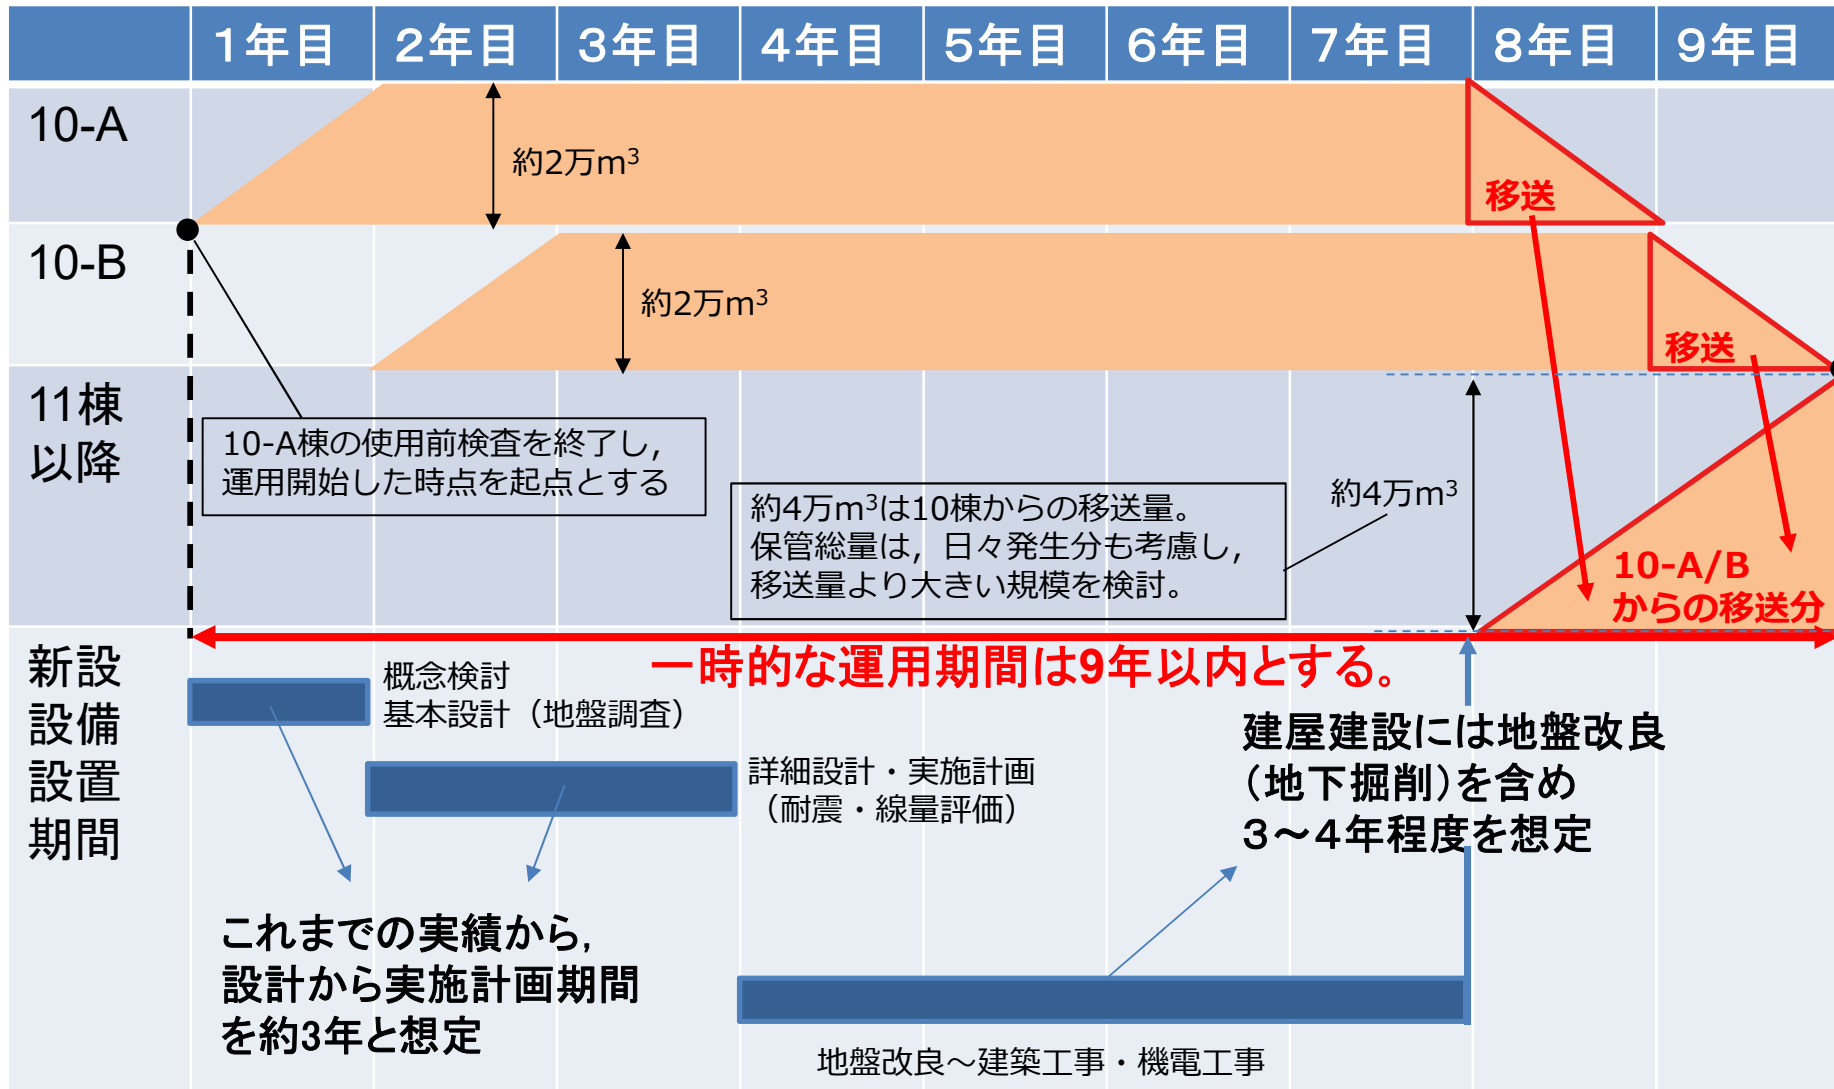 1年目 2年目 3年目 4年目 5年目 6年目 7年目 8年目 9年目
10-A
約2万m³
移送
10-B
約2万m³
移送
11棟
以降
10-A棟の使用前検査を終了し,
運用開始した時点を起点とする
約4万m³は10棟からの移送量。
保管総量は，日々発生分も考慮し,
移送量より大きい規模を検討。
約4万m³
10-A/B
からの移送分
一時的な運用期間は9年以内とする。
新設
設備
設置
期間
概念検討
基本設計（地盤調査）
詳細設計・実施計画
（耐震・線量評価）
建屋建設には地盤改良
（地下掘削）を含め
３～４年程度を想定
これまでの実績から,
設計から実施計画期間
を約3年と想定
地盤改良～建築工事・機電工事